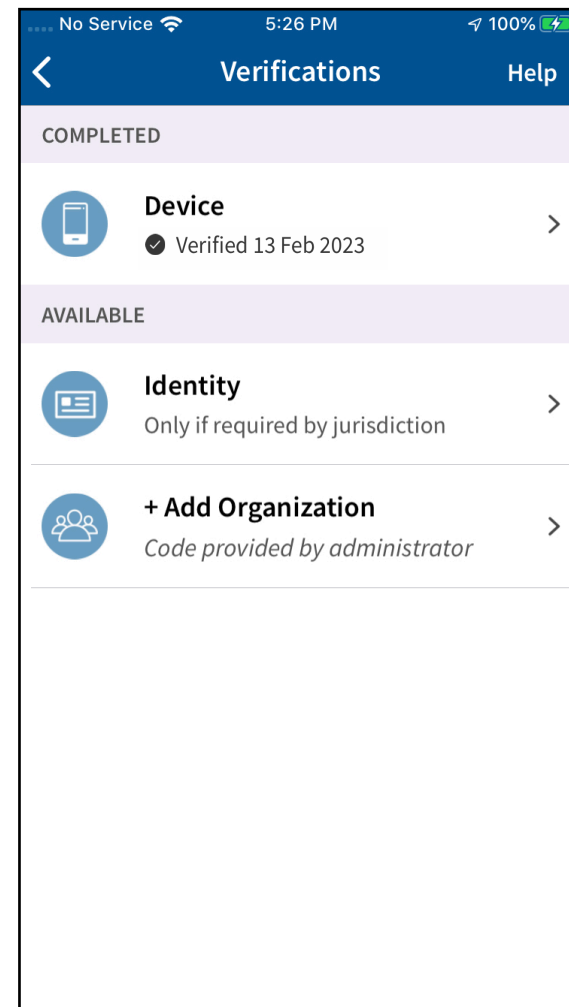 No Service 5:26 PM 100%
Verifications Help
COMPLETED
Device
Verified 13 Feb 2023
AVAILABLE
Identity
Only if required by jurisdiction
+ Add Organization
Code provided by administrator